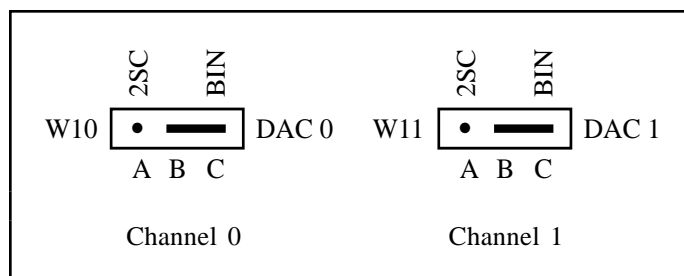 2SC BIN 2SC BIN
W10 DAC 0 W11 DAC 1
A B C A B C
Channel 0 Channel 1